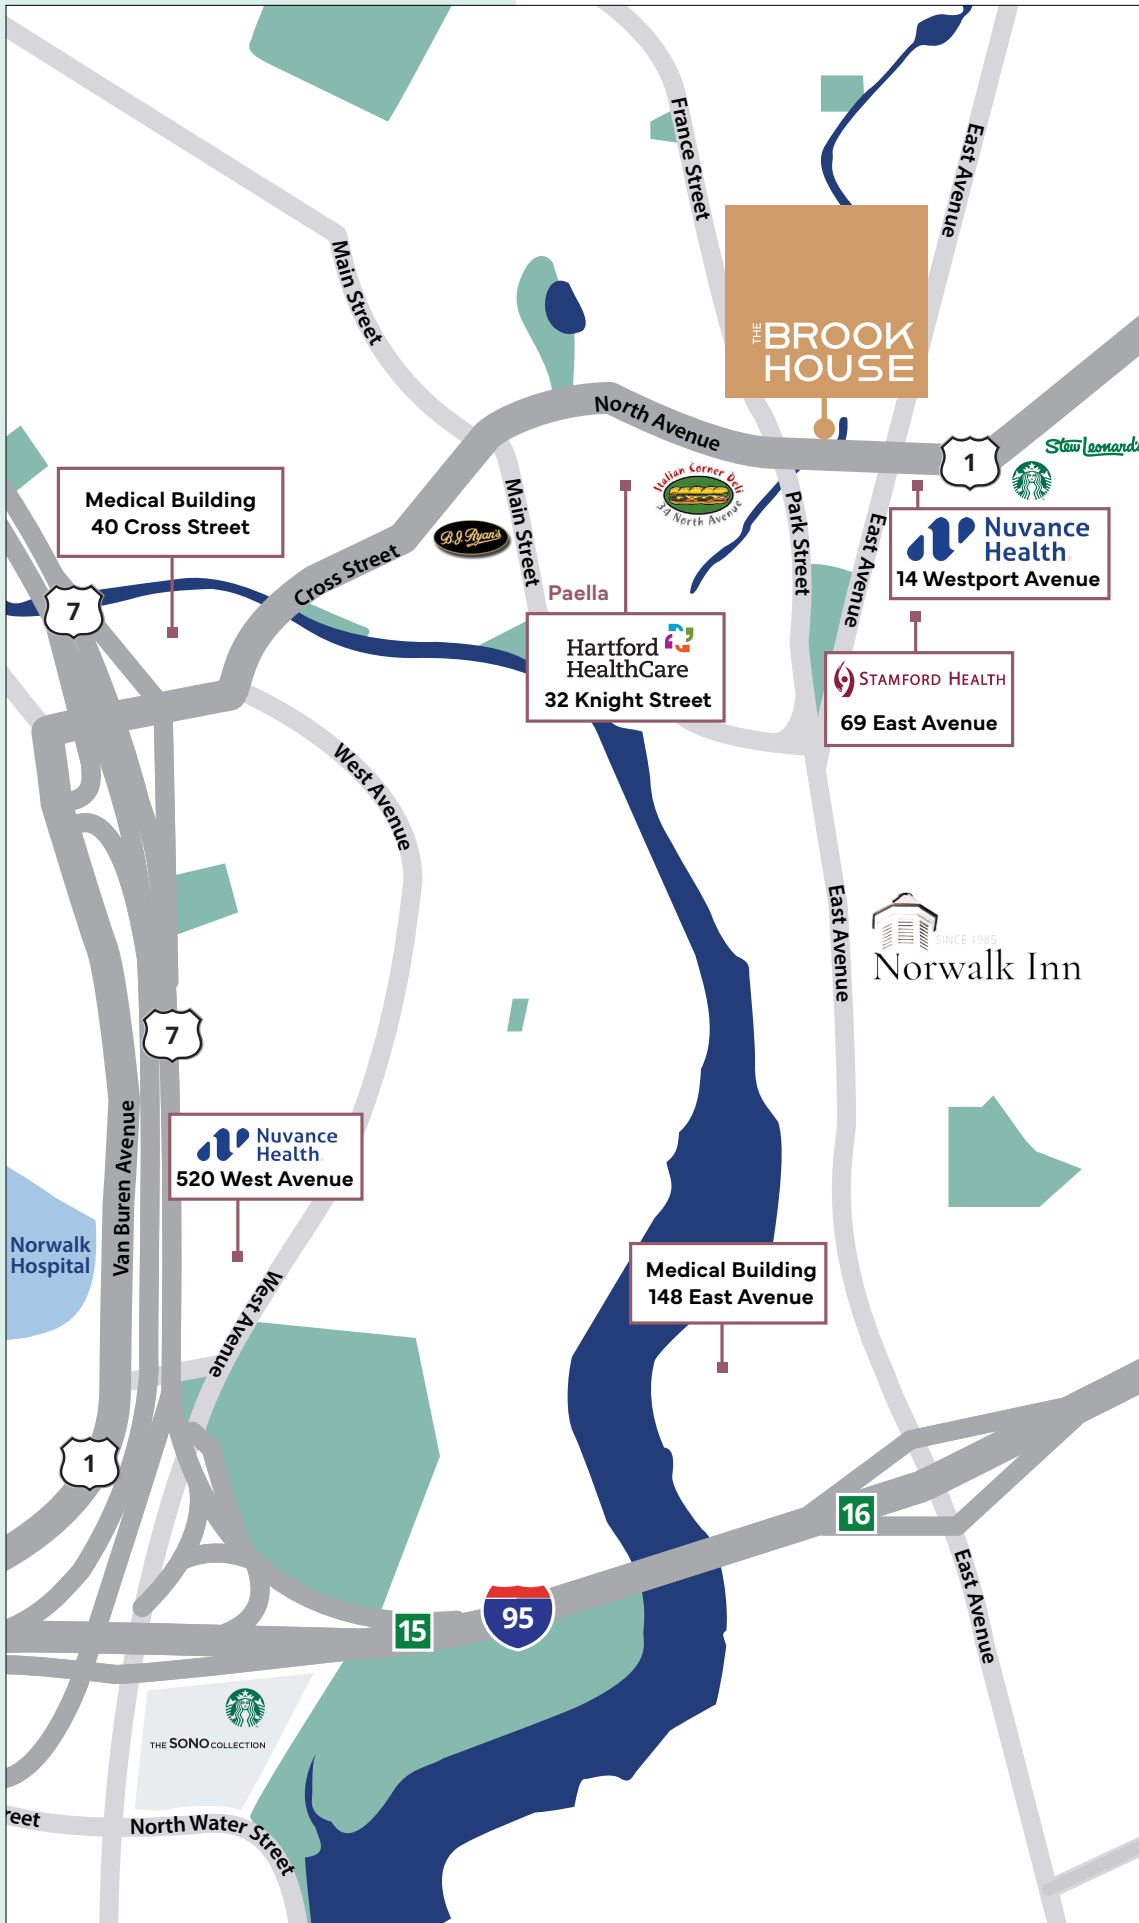 France Street
East Avenue
Main Street
THE
BROOK
HOUSE
North Avenue
1
Stew Leonard's
Italian Corner Deli
34 North Avenue
Medical Building
40 Cross Street
B.J. Ryan's
Main Street
Park Street
East Avenue
Nuvance
Health
14 Westport Avenue
Cross Street
Paella
7
Hartford
HealthCare
32 Knight Street
STAMFORD HEALTH
69 East Avenue
West Avenue
East Avenue
SINCE 1985
Norwalk Inn
7
Van Buren Avenue
Nuvance
Health
520 West Avenue
Norwalk
Hospital
West Avenue
Medical Building
148 East Avenue
1
16
15
95
East Avenue
THE SONO COLLECTION
reet
North Water Street